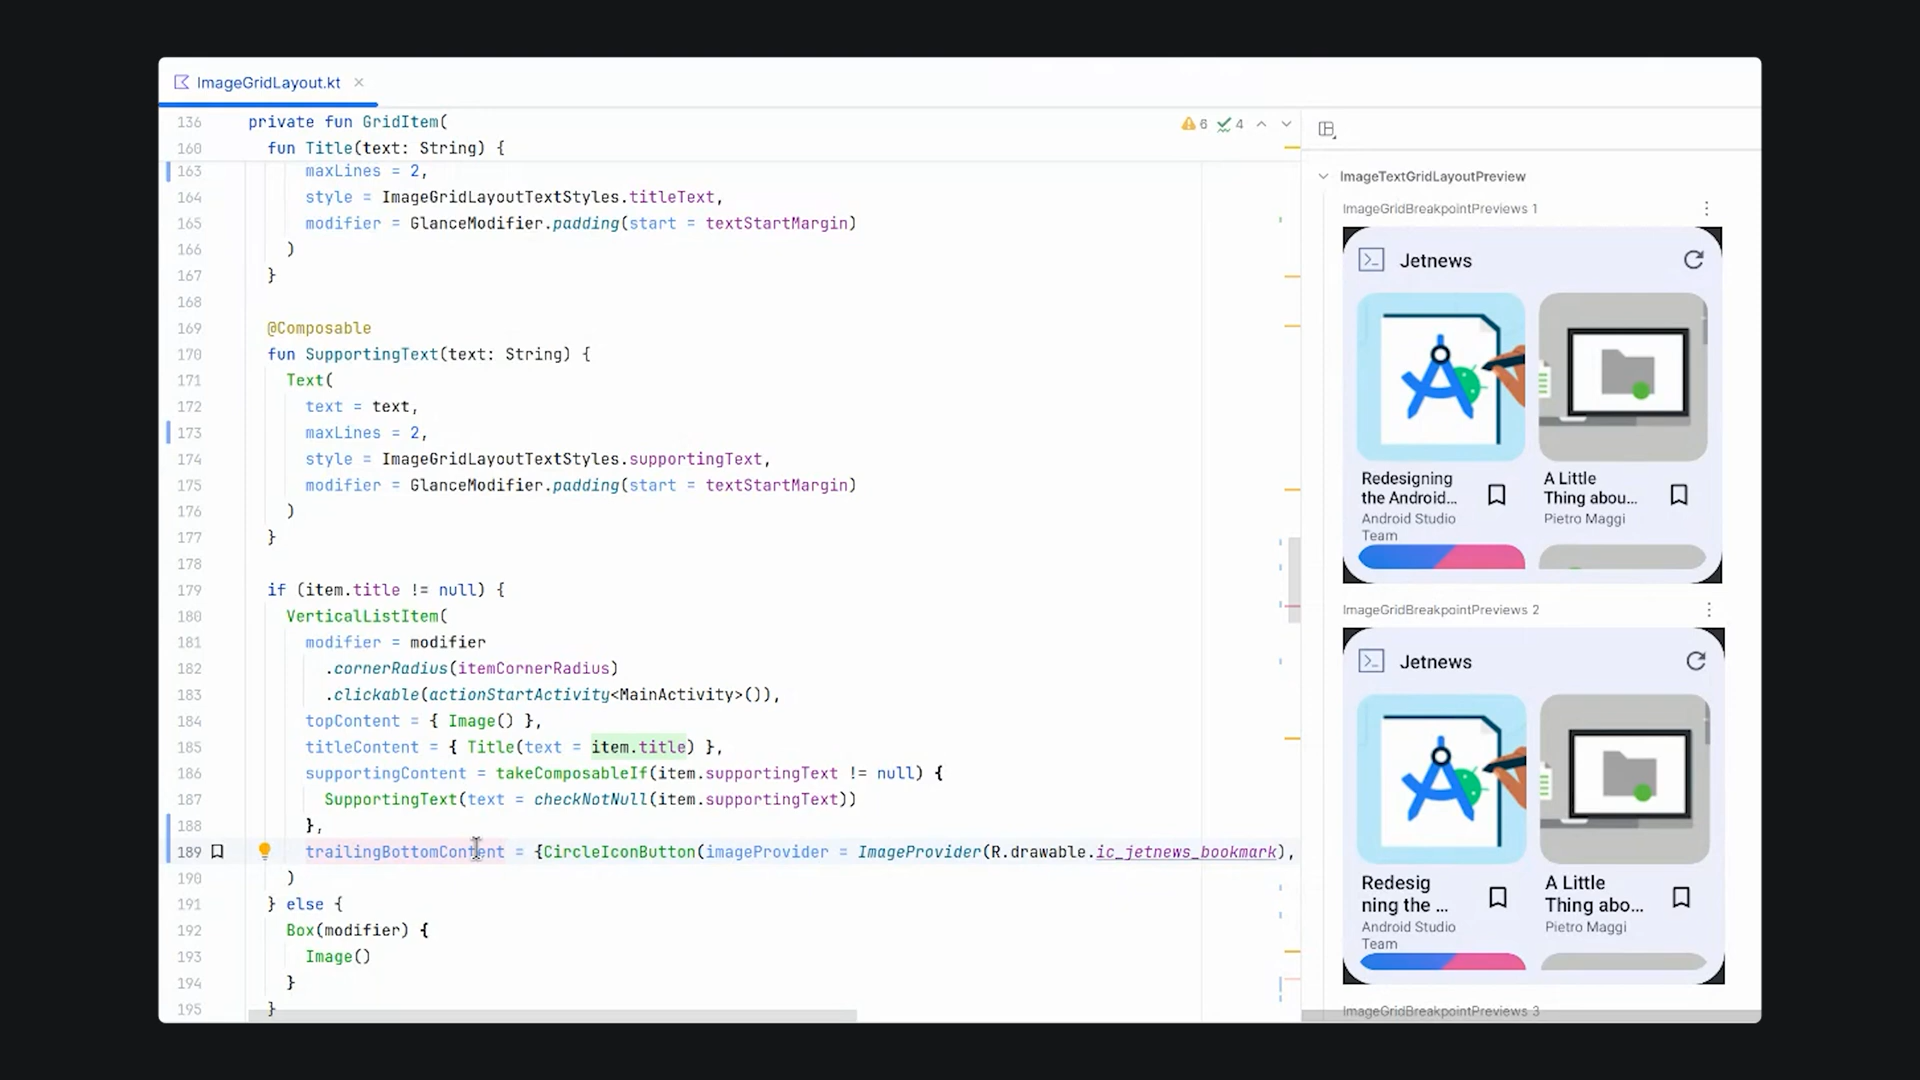 ImageGridLayout.kt
6 4
136 private fun GridItem(
160 fun Title(text: String) {
163 maxLines = 2,
164 style = ImageGridLayoutTextStyles.titleText,
165 modifier = GlanceModifier.padding(start = textStartMargin)
166 )
167 }
168
169 @Composable
170 fun SupportingText(text: String) {
171 Text(
172 text = text,
173 maxLines = 2,
174 style = ImageGridLayoutTextStyles.supportingText,
175 modifier = GlanceModifier.padding(start = textStartMargin)
176 )
177 }
178
179 if (item.title != null) {
180 VerticalListItem(
181 modifier = modifier
182 .cornerRadius(itemCornerRadius)
183 .clickable(actionStartActivity<MainActivity>()),
184 topContent = { Image() },
185 titleContent = { Title(text = item.title) },
186 supportingContent = takeComposableIf(item.supportingText != null) {
187 SupportingText(text = checkNotNull(item.supportingText))
188 },
189 trailingBottomContent = {CircleIconButton(imageProvider = ImageProvider(R.drawable.ic_jetnews_bookmark),
190 )
191 } else {
192 Box(modifier) {
193 Image()
194 }
195 }
ImageTextGridLayoutPreview
ImageGridBreakpointPreviews 1
Jetnews
Redesigning
the Android...
Android Studio
Team
A Little
Thing abou...
Pietro Maggi
ImageGridBreakpointPreviews 2
Jetnews
Redesig
ning the ...
Android Studio
Team
A Little
Thing abo...
Pietro Maggi
ImageGridBreakpointPreviews 3